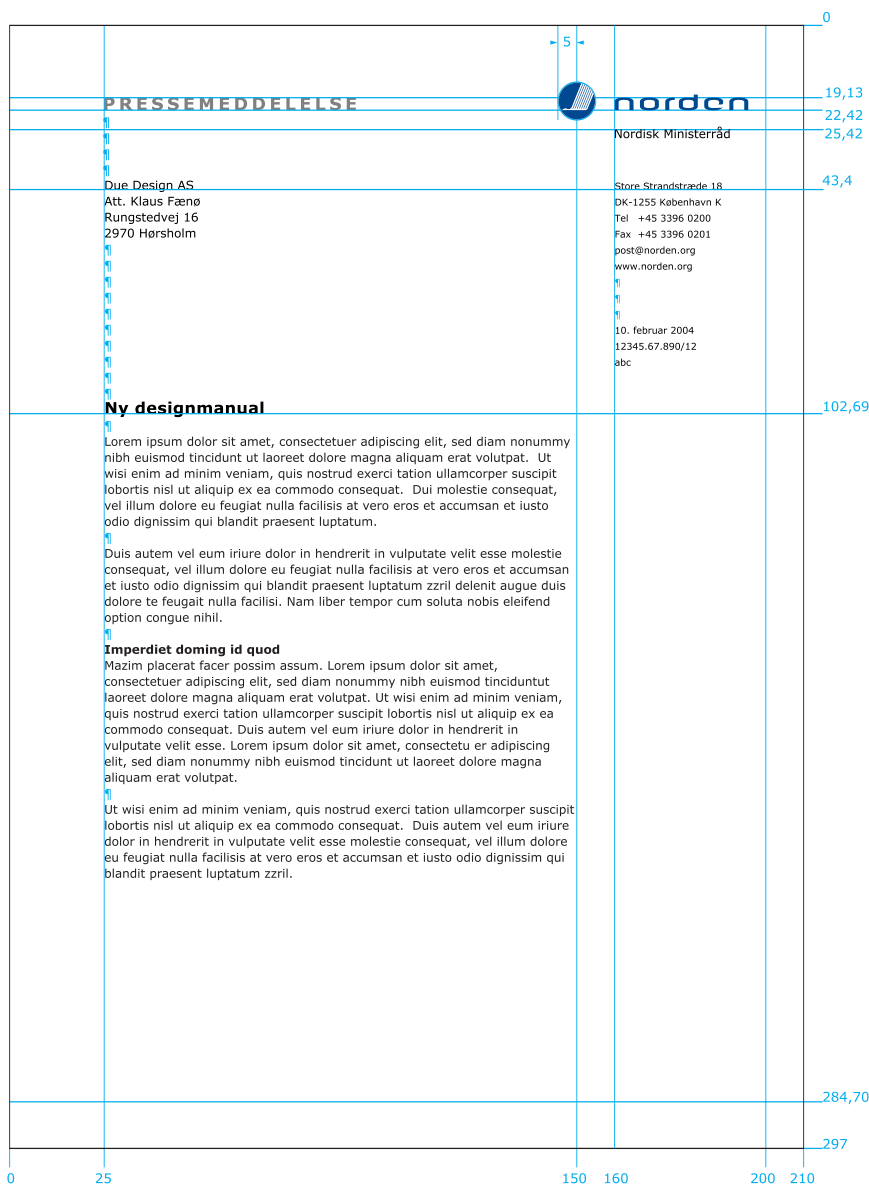 0
5
19,13
PRESSEMEDDELELSE
norden
22,42
¶
Nordisk Ministerråd
25,42
¶
¶
¶
43,4
Due Design AS
Att. Klaus Fænø
Rungstedvej 16
2970 Hørsholm
Store Strandstræde 18
DK-1255 København K
Tel +45 3396 0200
Fax +45 3396 0201
post@norden.org
www.norden.org
¶
¶
¶
10. februar 2004
12345.67.890/12
abc
¶
¶
¶
¶
¶
¶
¶
¶
¶
¶
Ny designmanual
102,69
¶
Lorem ipsum dolor sit amet, consectetuer adipiscing elit, sed diam nonummy
nibh euismod tincidunt ut laoreet dolore magna aliquam erat volutpat.  Ut
wisi enim ad minim veniam, quis nostrud exerci tation ullamcorper suscipit
lobortis nisl ut aliquip ex ea commodo consequat.  Dui molestie consequat,
vel illum dolore eu feugiat nulla facilisis at vero eros et accumsan et iusto
odio dignissim qui blandit praesent luptatum.
¶
Duis autem vel eum iriure dolor in hendrerit in vulputate velit esse molestie
consequat, vel illum dolore eu feugiat nulla facilisis at vero eros et accumsan
et iusto odio dignissim qui blandit praesent luptatum zzril delenit augue duis
dolore te feugait nulla facilisi. Nam liber tempor cum soluta nobis eleifend
option congue nihil.
¶
Imperdiet doming id quod
Mazim placerat facer possim assum. Lorem ipsum dolor sit amet,
consectetuer adipiscing elit, sed diam nonummy nibh euismod tinciduntut
laoreet dolore magna aliquam erat volutpat. Ut wisi enim ad minim veniam,
quis nostrud exerci tation ullamcorper suscipit lobortis nisl ut aliquip ex ea
commodo consequat. Duis autem vel eum iriure dolor in hendrerit in
vulputate velit esse. Lorem ipsum dolor sit amet, consectetu er adipiscing
elit, sed diam nonummy nibh euismod tincidunt ut laoreet dolore magna
aliquam erat volutpat.
¶
Ut wisi enim ad minim veniam, quis nostrud exerci tation ullamcorper suscipit
lobortis nisl ut aliquip ex ea commodo consequat.  Duis autem vel eum iriure
dolor in hendrerit in vulputate velit esse molestie consequat, vel illum dolore
eu feugiat nulla facilisis at vero eros et accumsan et iusto odio dignissim qui
blandit praesent luptatum zzril.
284,70
297
0 25 150 160 200 210